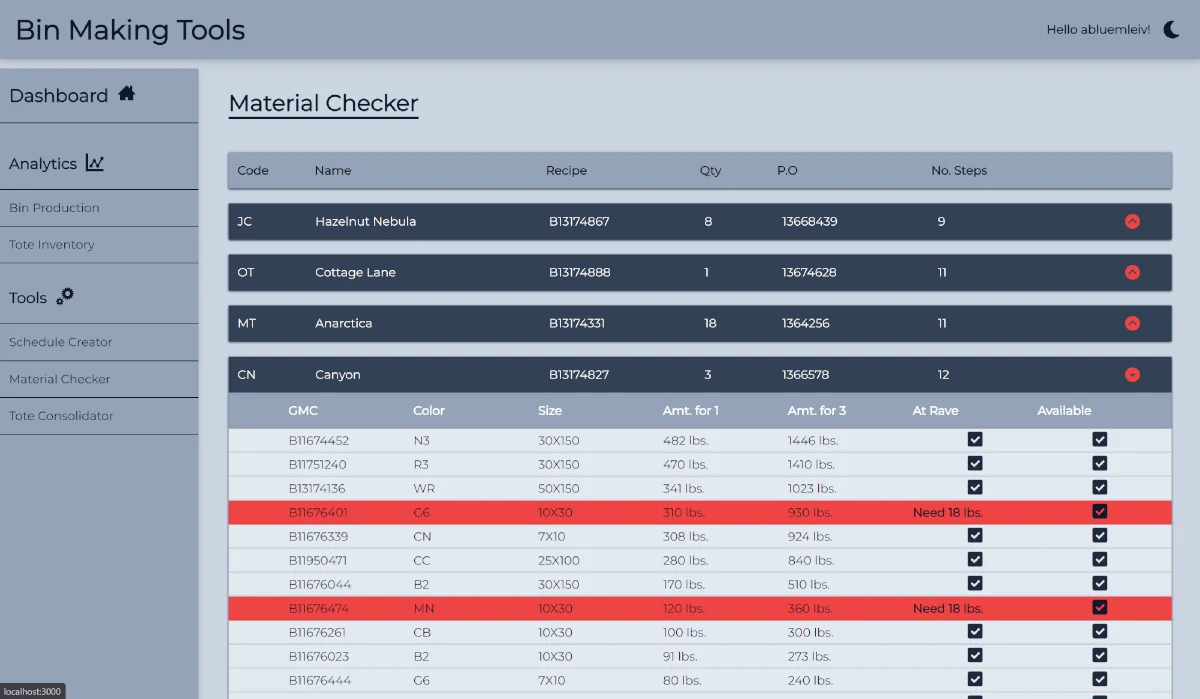 Bin Making Tools
Hello abluemleiv!
Dashboard
Analytics
Bin Production
Tote Inventory
Tools
Schedule Creator
Material Checker
Tote Consolidator
Material Checker
Code Name Recipe Qty P.O No. Steps
JC Hazelnut Nebula B13174867 8 13668439 9
OT Cottage Lane B13174888 1 13674628 11
MT Anarctica B13174331 18 1364256 11
CN Canyon B13174827 3 1366578 12
GMC Color Size Amt. for 1 Amt. for 3 At Rave Available
B11674452 N3 30X150 482 lbs. 1446 lbs.
B11751240 R3 30X150 470 lbs. 1410 lbs.
B13174136 WR 50X150 341 lbs. 1023 lbs.
B11676401 G6 10X30 310 lbs. 930 lbs. Need 18 lbs.
B11676339 CN 7X10 308 lbs. 924 lbs.
B11950471 CC 25X100 280 lbs. 840 lbs.
B11676044 B2 30X150 170 lbs. 510 lbs.
B11676474 MN 10X30 120 lbs. 360 lbs. Need 18 lbs.
B11676261 CB 10X30 100 lbs. 300 lbs.
B11676023 B2 10X30 91 lbs. 273 lbs.
B11676444 G6 7X10 80 lbs. 240 lbs.
localhost:3000